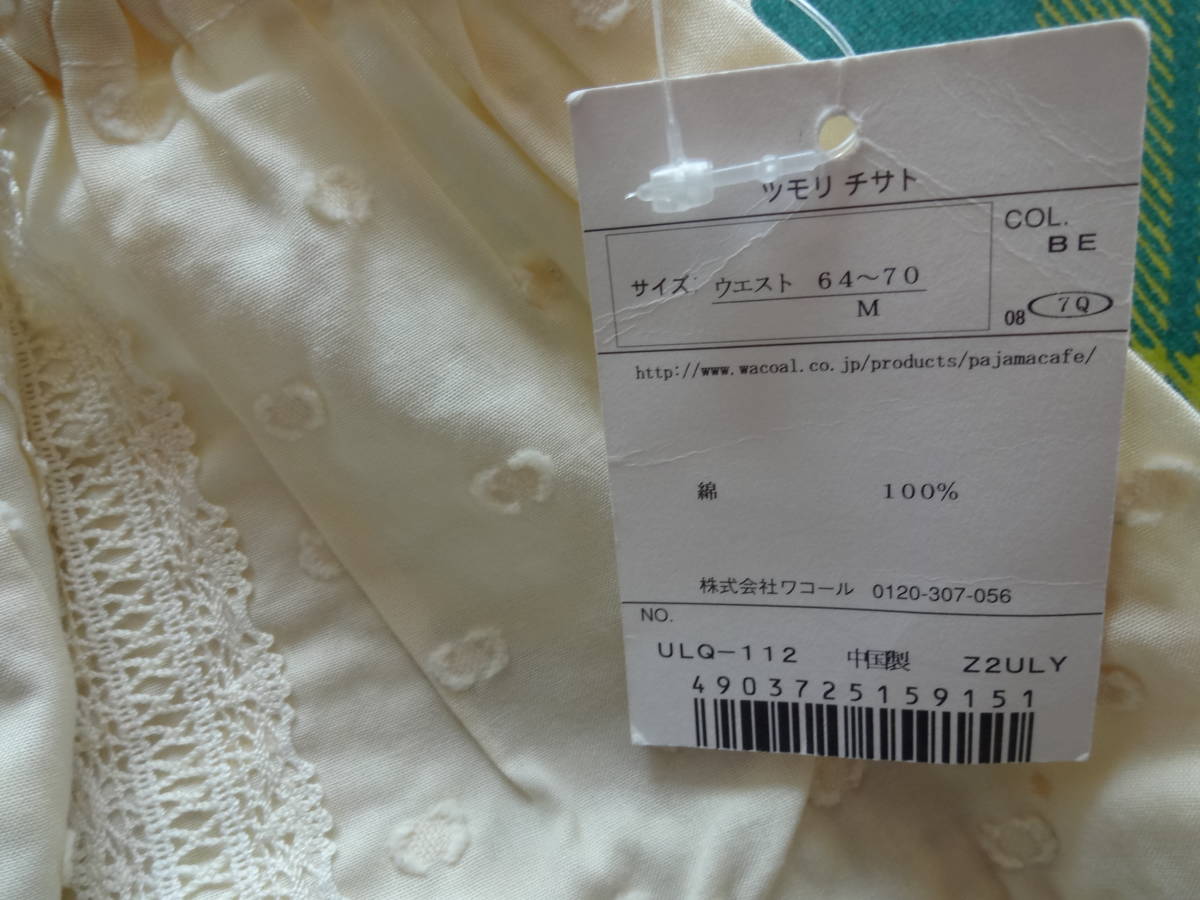 ツモリ チサト
COL.
BE
サイズ ウエスト 64～70
M
08 7Q
http://www.wacoal.co.jp/products/pajamacafe/
綿 100%
株式会社ワコール 0120-307-056
NO.
ULQ-112 中国製 Z2ULY
4903725159151